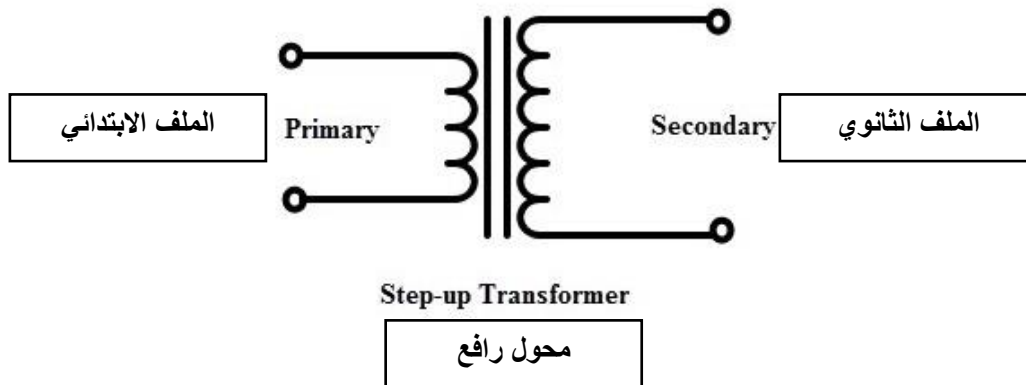 الملف الابتدائي
Primary
Secondary
الملف الثانوي
Step-up Transformer
محول رافع